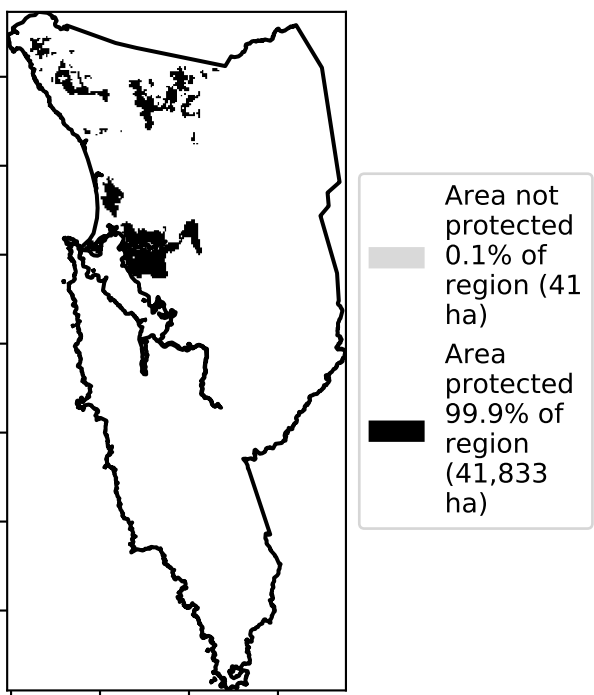 Area not
protected
0.1% of
region (41
ha)
Area
protected
99.9% of
region
(41,833
ha)